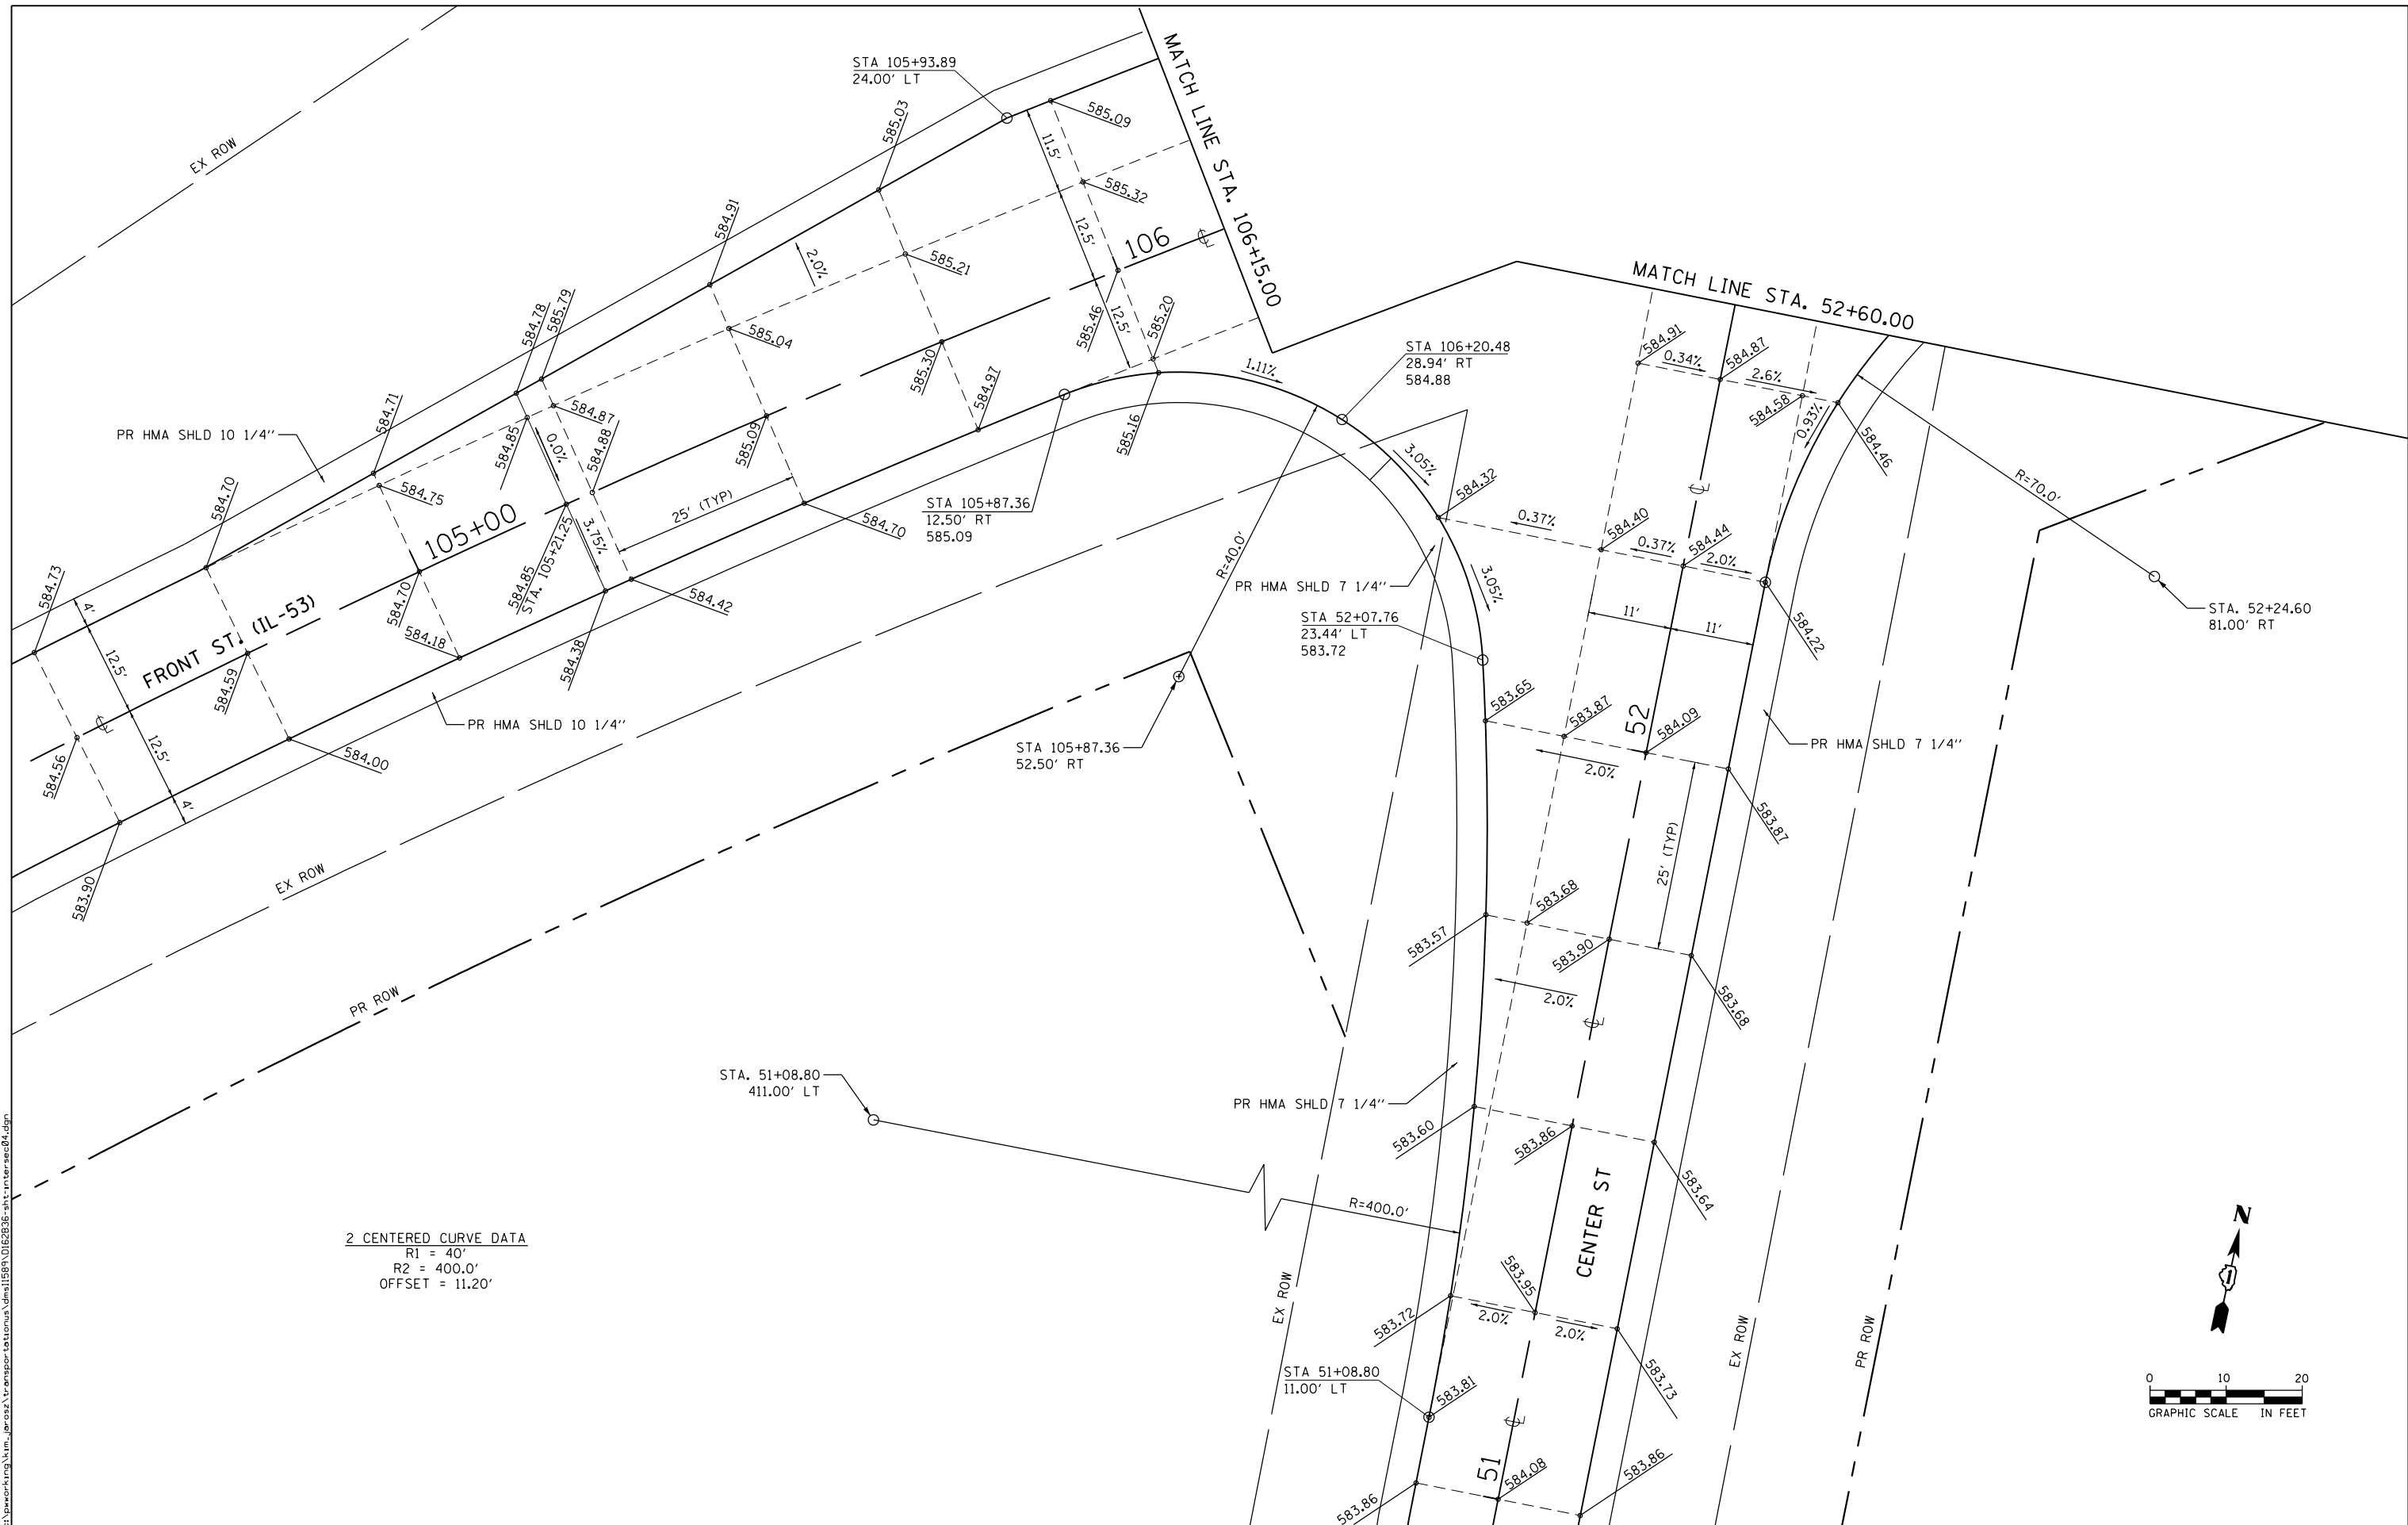 EX ROW
STA 105+93.89
24.00' LT
MATCH LINE STA. 106+15.00
585.03
585.09
11.5'
584.91
585.32
12.5'
106
2.0%
585.21
584.78
585.79
585.46
12.5'
585.20
585.04
585.30
584.97
STA 106+20.48
28.94' RT
584.88
1.11%
MATCH LINE STA. 52+60.00
584.91
0.34%
584.87
2.6%
584.58
0.93%
584.46
R=70.0'
PR HMA SHLD 10 1/4"
584.71
584.87
584.85
0.0%
584.88
585.09
585.16
3.05%
584.70
584.75
584.32
0.37%
584.40
0.37%
584.44
2.0%
105+00
STA 105+87.36
12.50' RT
585.09
25' (TYP)
584.70
3.75%
584.85
STA. 105+21.25
R=40.0'
PR HMA SHLD 7 1/4"
3.05%
584.73
4'
12.5'
FRONT ST. (IL-53)
584.70
584.18
584.42
584.38
STA 52+07.76
23.44' LT
583.72
11'
11'
584.22
STA. 52+24.60
81.00' RT
584.59
12.5'
4'
584.56
584.00
PR HMA SHLD 10 1/4"
583.65
583.87
52
584.09
2.0%
PR HMA SHLD 7 1/4"
STA 105+87.36
52.50' RT
583.87
25' (TYP)
583.90
EX ROW
583.68
583.57
583.90
2.0%
583.68
PR ROW
STA. 51+08.80
411.00' LT
PR HMA SHLD 7 1/4"
583.60
583.86
583.64
CENTER ST
R=400.0'
2 CENTERED CURVE DATA
R1 = 40'
R2 = 400.0'
OFFSET = 11.20'
EX ROW
583.95
583.72
2.0%
2.0%
583.73
EX ROW
PR ROW
N
1
STA 51+08.80
11.00' LT
583.81
0 10 20
GRAPHIC SCALE IN FEET
51
584.08
583.86
583.86